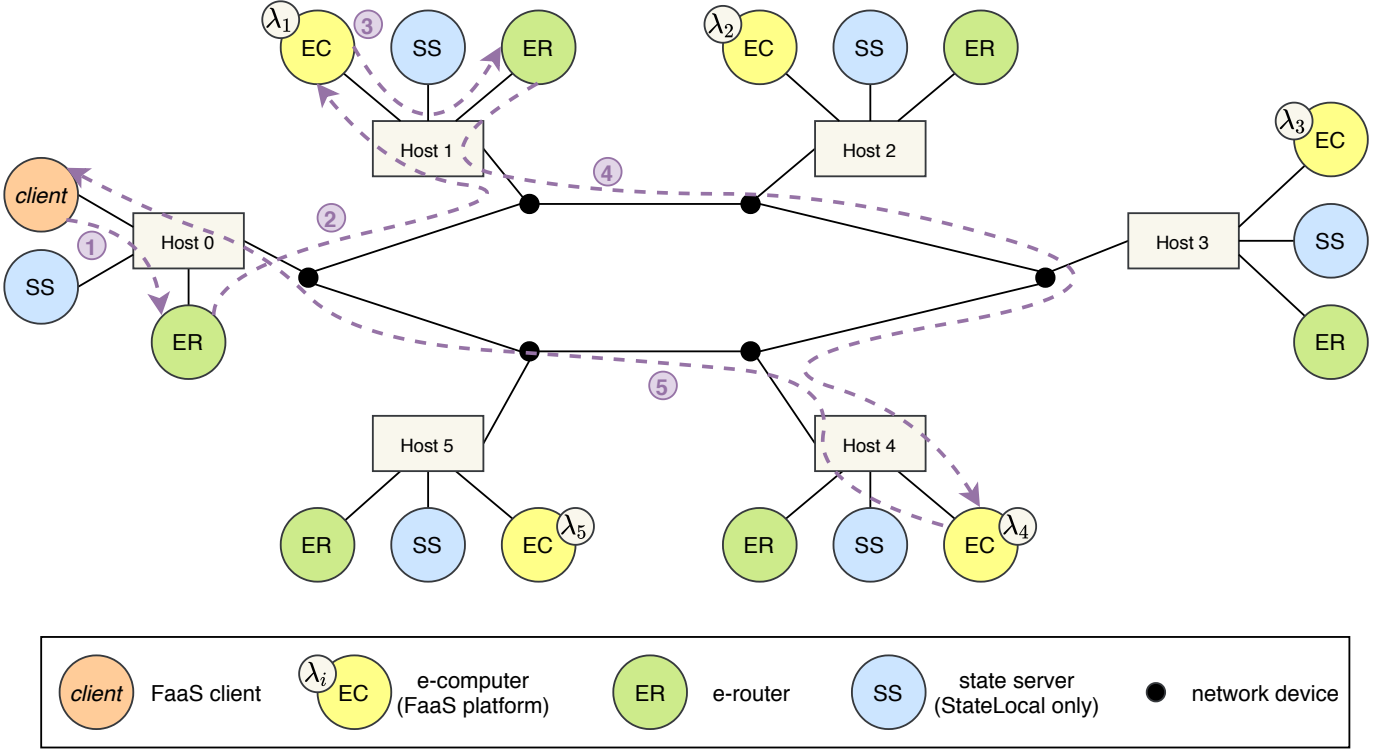 λ1
EC
3
SS
ER
λ2
EC
SS
ER
Host 1
Host 2
λ3
EC
client
4
2
1
Host 0
Host 3
SS
SS
ER
ER
5
Host 5
Host 4
ER
SS
EC
λ5
ER
SS
EC
λ4
client
FaaS client
λi
EC
e-computer
(FaaS platform)
ER
e-router
SS
state server
(StateLocal only)
network device